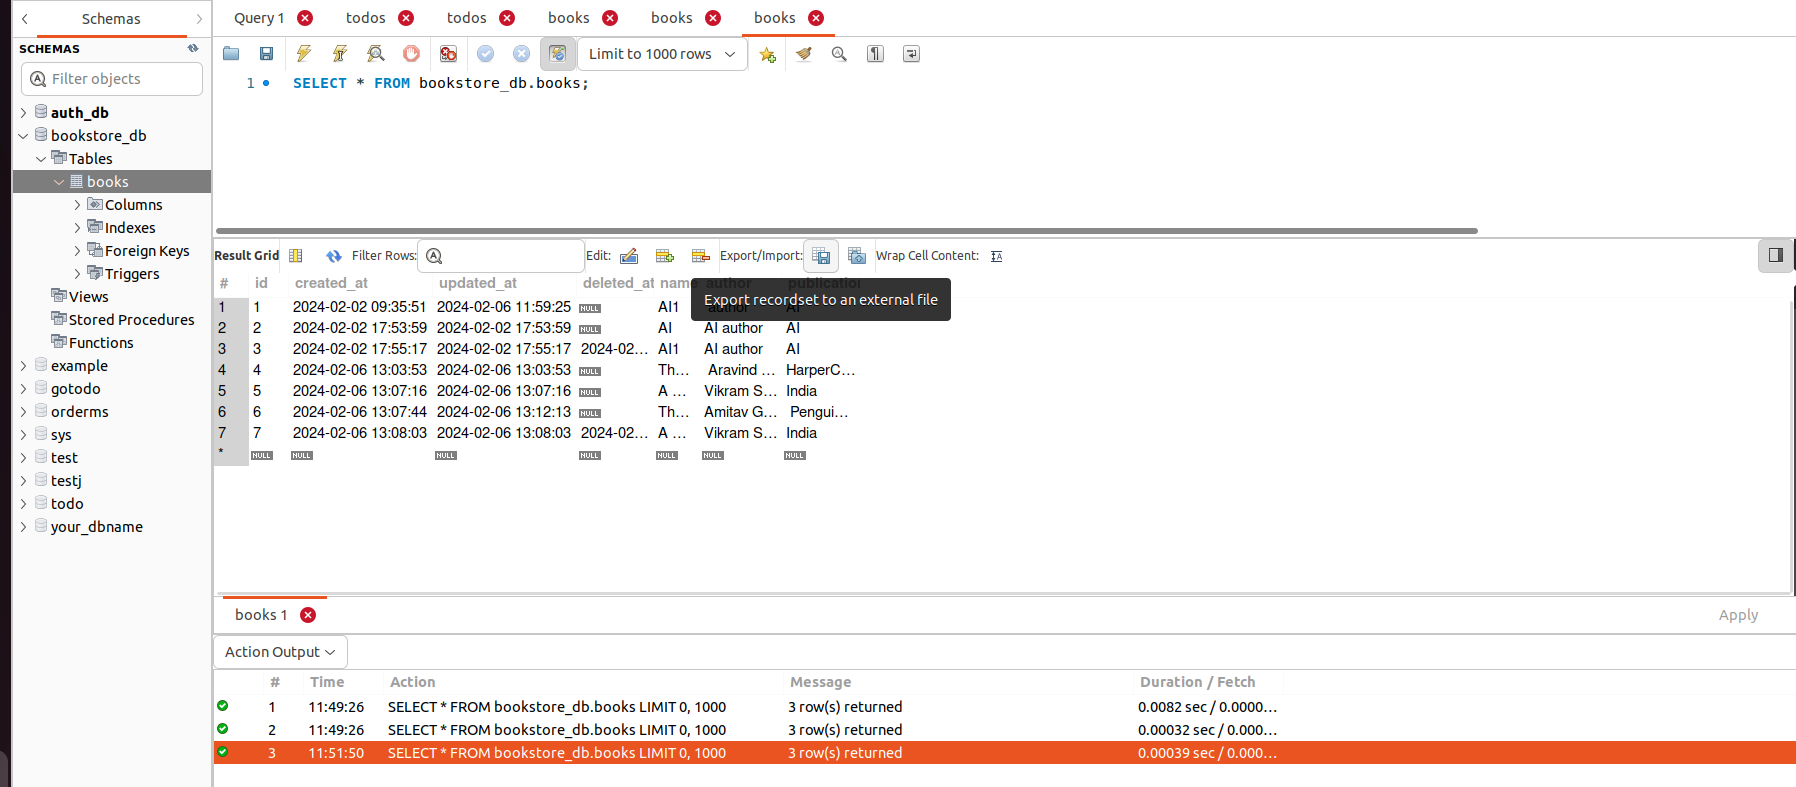 Schemas
SCHEMAS
Filter objects
auth_db
bookstore_db
Tables
books
Columns
Indexes
Foreign Keys
Triggers
Views
Stored Procedures
Functions
example
gotodo
orderms
sys
test
testj
todo
your_dbname
Query 1 todos todos books books books
Limit to 1000 rows
1 SELECT * FROM bookstore_db.books;
Result Grid Filter Rows: Edit: Export/Import: Wrap Cell Content:
# id created_at updated_at deleted_at name author publication
Export recordset to an external file
1 1 2024-02-02 09:35:51 2024-02-06 11:59:25 NULL AI1 author AI
2 2 2024-02-02 17:53:59 2024-02-02 17:53:59 NULL AI AI author AI
3 3 2024-02-02 17:55:17 2024-02-02 17:55:17 2024-02... AI1 AI author AI
4 4 2024-02-06 13:03:53 2024-02-06 13:03:53 NULL Th... Aravind ... HarperC...
5 5 2024-02-06 13:07:16 2024-02-06 13:07:16 NULL A ... Vikram S... India
6 6 2024-02-06 13:07:44 2024-02-06 13:12:13 NULL Th... Amitav G... Pengui...
7 7 2024-02-06 13:08:03 2024-02-06 13:08:03 2024-02... A ... Vikram S... India
* NULL NULL NULL NULL NULL NULL NULL
books 1 Apply
Action Output
# Time Action Message Duration / Fetch
1 11:49:26 SELECT * FROM bookstore_db.books LIMIT 0, 1000 3 row(s) returned 0.0082 sec / 0.0000...
2 11:49:26 SELECT * FROM bookstore_db.books LIMIT 0, 1000 3 row(s) returned 0.00032 sec / 0.000...
3 11:51:50 SELECT * FROM bookstore_db.books LIMIT 0, 1000 3 row(s) returned 0.00039 sec / 0.000...